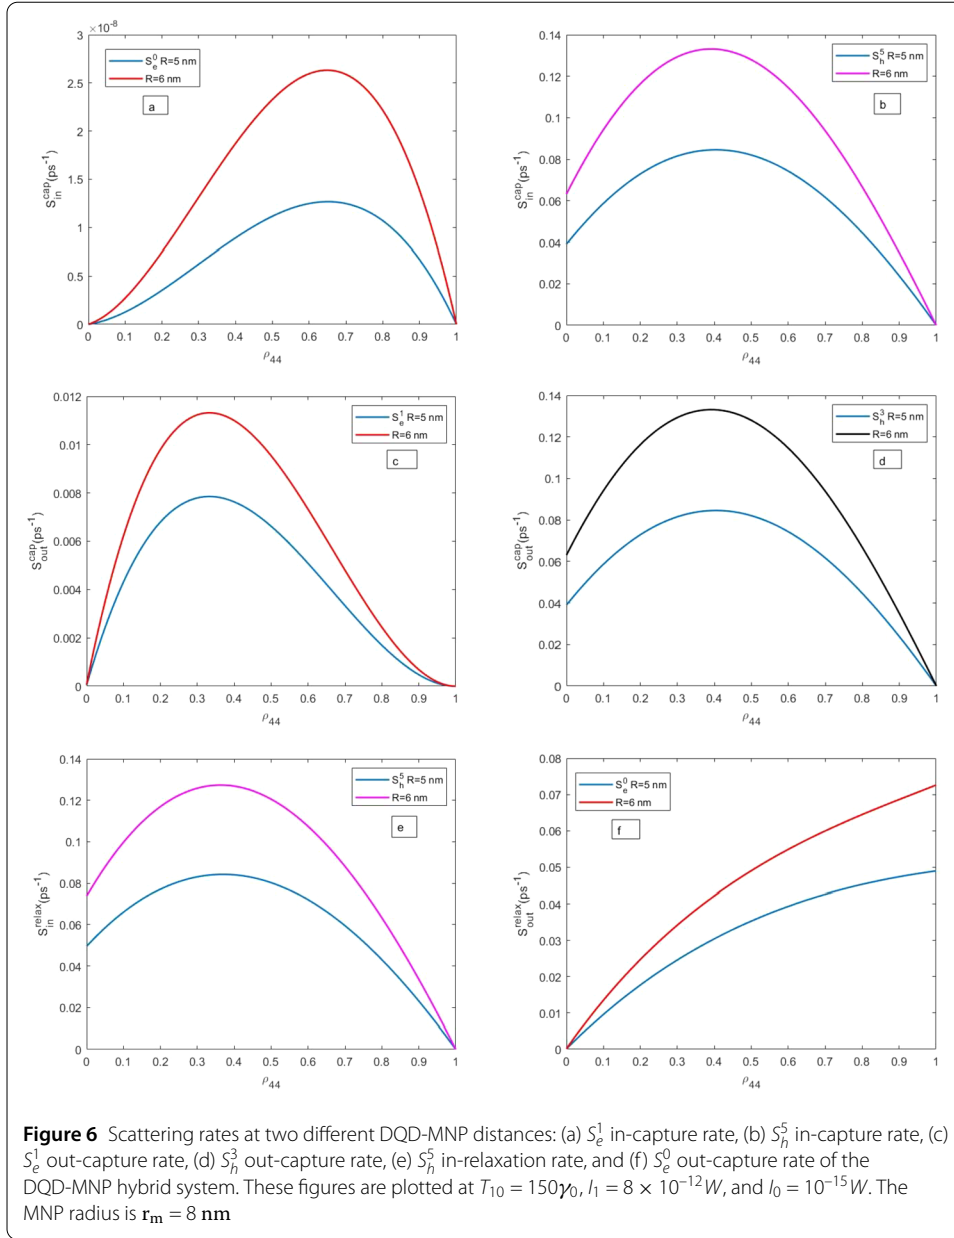 ×10⁻⁸
3
2.5
2
1.5
1
0.5
0
S_in^cap(ps⁻¹)
S_e^0 R=5 nm
R=6 nm
a
0 0.1 0.2 0.3 0.4 0.5 0.6 0.7 0.8 0.9 1
ρ₄₄
0.14
0.12
0.1
0.08
0.06
0.04
0.02
0
S_in^cap(ps⁻¹)
S_h^5 R=5 nm
R=6 nm
b
0 0.1 0.2 0.3 0.4 0.5 0.6 0.7 0.8 0.9 1
ρ₄₄
0.012
0.01
0.008
0.006
0.004
0.002
0
S_out^cap(ps⁻¹)
S_e^1 R=5 nm
R=6 nm
c
0 0.1 0.2 0.3 0.4 0.5 0.6 0.7 0.8 0.9 1
ρ₄₄
0.14
0.12
0.1
0.08
0.06
0.04
0.02
0
S_out^cap(ps⁻¹)
S_h^3 R=5 nm
R=6 nm
d
0 0.1 0.2 0.3 0.4 0.5 0.6 0.7 0.8 0.9 1
ρ₄₄
0.14
0.12
0.1
0.08
0.06
0.04
0.02
0
S_in^relax(ps⁻¹)
S_h^5 R=5 nm
R=6 nm
e
0 0.1 0.2 0.3 0.4 0.5 0.6 0.7 0.8 0.9 1
ρ₄₄
0.08
0.07
0.06
0.05
0.04
0.03
0.02
0.01
0
S_out^relax(ps⁻¹)
S_e^0 R=5 nm
R=6 nm
f
0 0.1 0.2 0.3 0.4 0.5 0.6 0.7 0.8 0.9 1
ρ₄₄
Figure 6 Scattering rates at two different DQD-MNP distances: (a) S_e^1 in-capture rate, (b) S_h^5 in-capture rate, (c)
S_e^1 out-capture rate, (d) S_h^3 out-capture rate, (e) S_h^5 in-relaxation rate, and (f) S_e^0 out-capture rate of the
DQD-MNP hybrid system. These figures are plotted at T₁₀ = 150γ₀, I₁ = 8 × 10⁻¹²W, and I₀ = 10⁻¹⁵W. The
MNP radius is rₘ = 8 nm